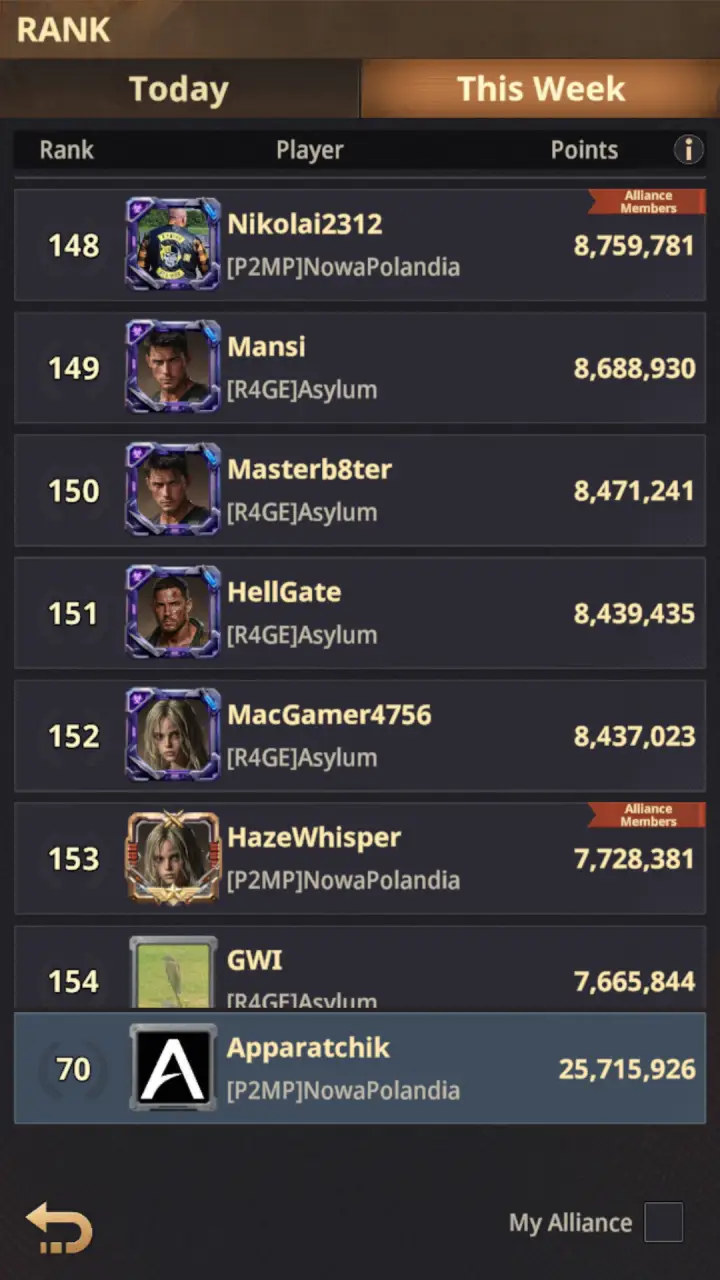 RANK
Today
This Week
Rank
Player
Points
148
Nikolai2312
[P2MP]NowaPolandia
Alliance
Members
8,759,781
149
Mansi
[R4GE]Asylum
8,688,930
150
Masterb8ter
[R4GE]Asylum
8,471,241
151
HellGate
[R4GE]Asylum
8,439,435
152
MacGamer4756
[R4GE]Asylum
8,437,023
153
HazeWhisper
[P2MP]NowaPolandia
Alliance
Members
7,728,381
154
GWI
[R4GE]Asylum
7,665,844
70
Apparatchik
[P2MP]NowaPolandia
25,715,926
My Alliance